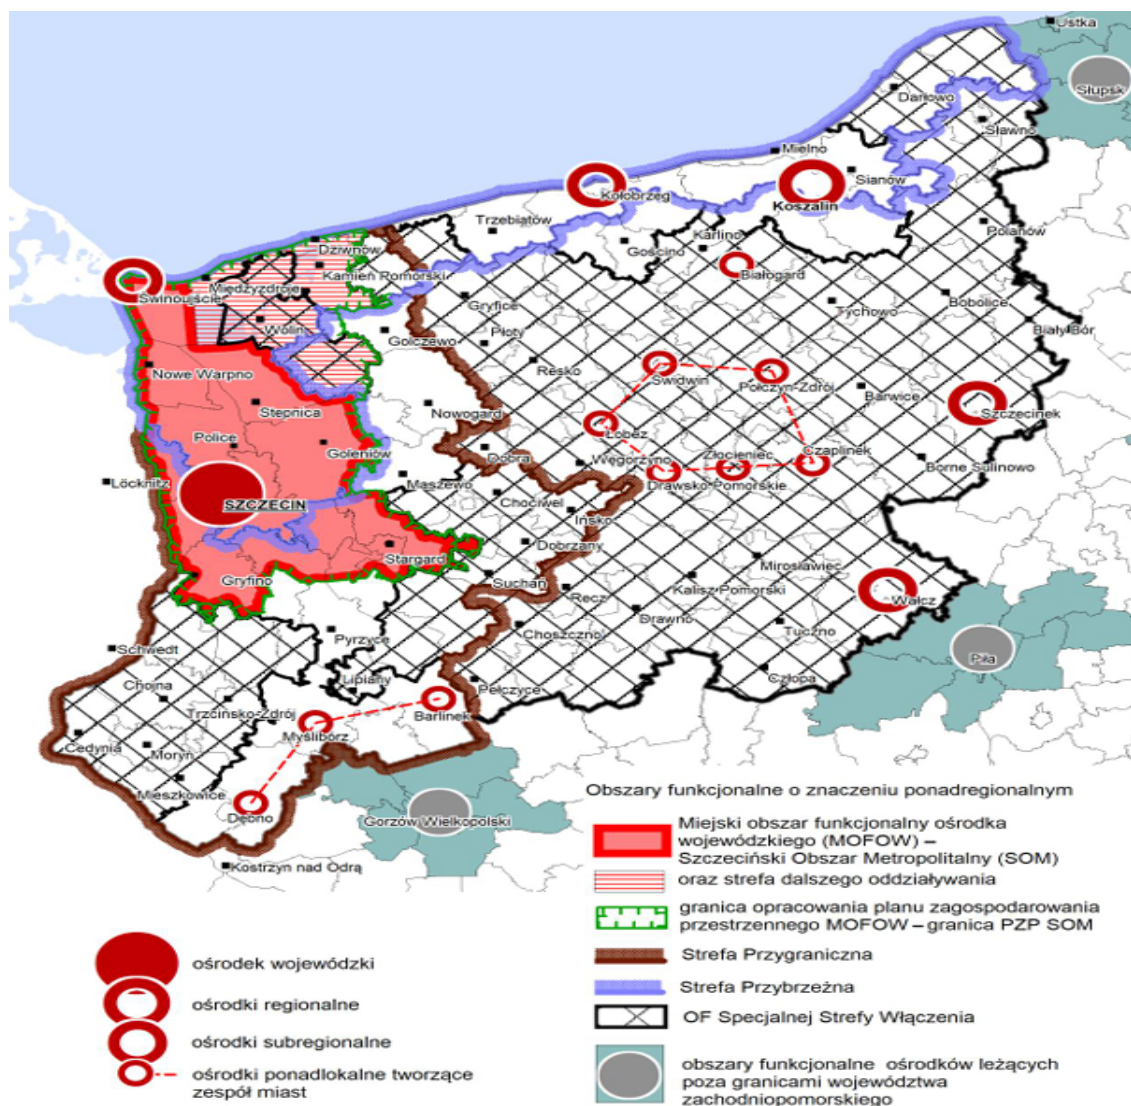 Ustka
Słupsk
Darłowo
Sławno
Mielno
Sianów
Kołobrzeg
Koszalin
Trzebiatów
Polanów
Karlino
Gościno
Dziwnów
Białogard
Kamień Pomorski
Świnoujście
Międzyzdroje
Gryfice
Tychowo
Bobolice
Wolin
Biały Bór
Golczewo
Płoty
Resko
Świdwin
Połczyn-Zdrój
Barwice
Nowe Warpno
Stepnica
Nowogard
Szczecinek
Łobez
Police
Goleniów
Dobra
Węgorzyno
Złocieniec
Czaplinek
Borne Sulinowo
Löcknitz
Maszewo
Drawsko Pomorskie
SZCZECIN
Chociwel
Ińsko
Dobrzany
Stargard
Mirosławiec
Gryfino
Suchań
Recz
Kalisz Pomorski
Wałcz
Drawno
Tuczno
Choszczno
Pyrzyce
Schwedt
Piła
Lipiany
Człopa
Chojna
Pełczyce
Trzcińsko-Zdrój
Barlinek
Cedynia
Myślibórz
Moryń
Mieszkowice
Dębno
Gorzów Wielkopolski
Kostrzyn nad Odrą
Obszary funkcjonalne o znaczeniu ponadregionalnym
Miejski obszar funkcjonalny ośrodka
wojewódzkiego (MOFOW) –
Szczeciński Obszar Metropolitalny (SOM)
oraz strefa dalszego oddziaływania
granica opracowania planu zagospodarowania
przestrzennego MOFOW – granica PZP SOM
Strefa Przygraniczna
Strefa Przybrzeżna
OF Specjalnej Strefy Włączenia
obszary funkcjonalne ośrodków leżących
poza granicami województwa
zachodniopomorskiego
ośrodek wojewódzki
ośrodki regionalne
ośrodki subregionalne
ośrodki ponadlokalne tworzące
zespół miast